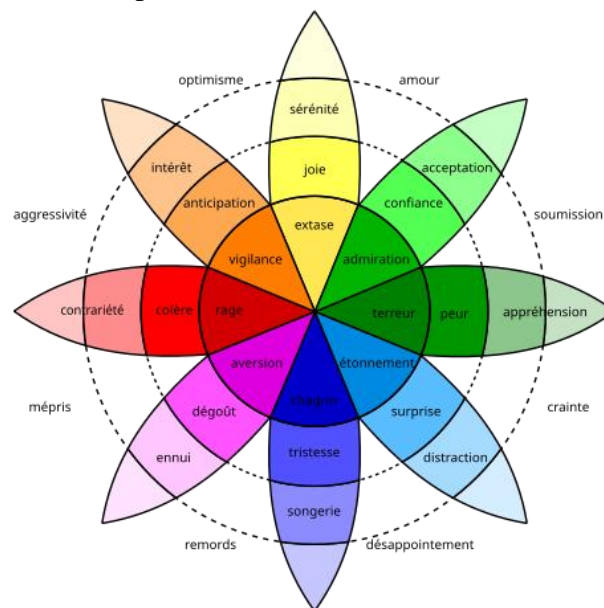 optimisme
amour
sérénité
intérêt
joie
acceptation
anticipation
confiance
aggressivité
soumission
extase
vigilance
admiration
contrariété
colère
rage
terreur
peur
appréhension
aversion
étonnement
mépris
dégoût
chagrin
surprise
crainte
ennui
tristesse
distraction
songerie
remords
désappointement